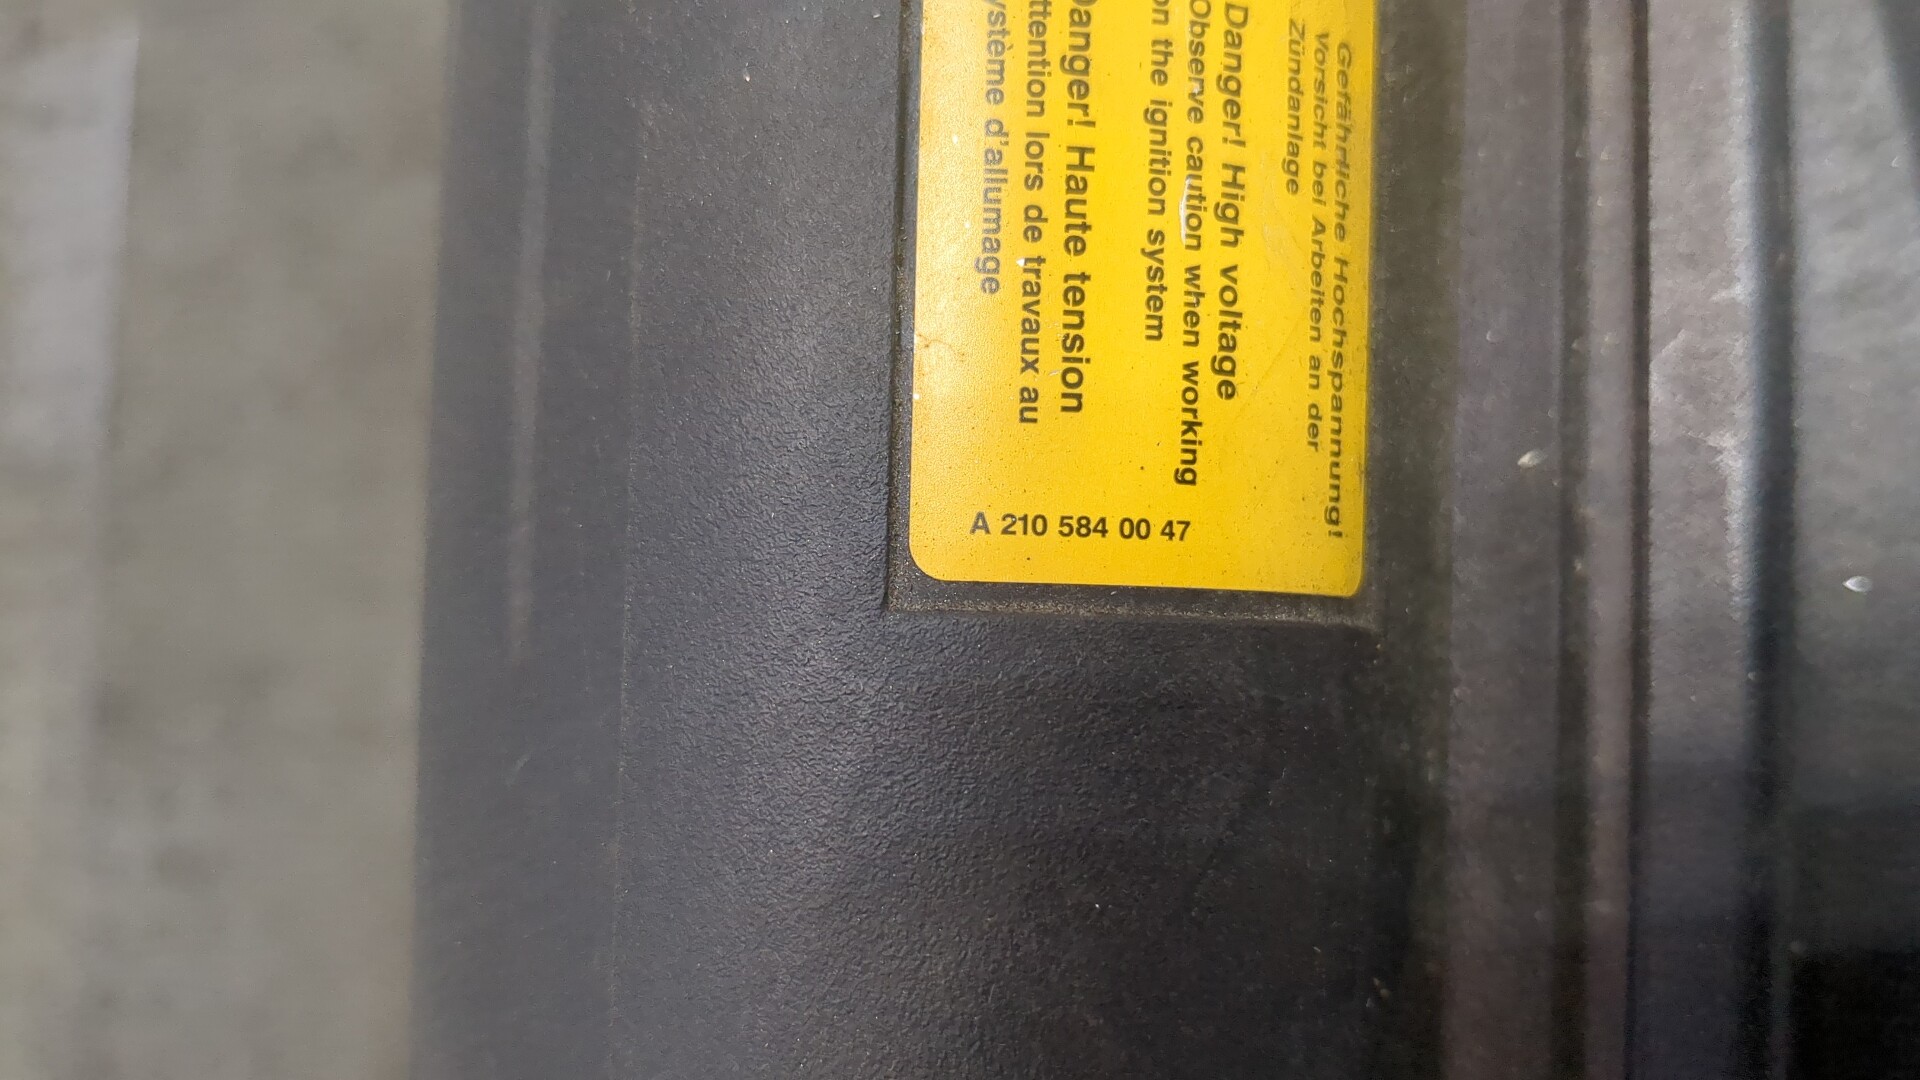 Gefährliche Hochspannung!
Vorsicht bei Arbeiten an der
Zündanlage
Danger! High voltage
Observe caution when working
on the ignition system
Danger! Haute tension
ttention lors de travaux au
ystème d'allumage
A 210 584 00 47